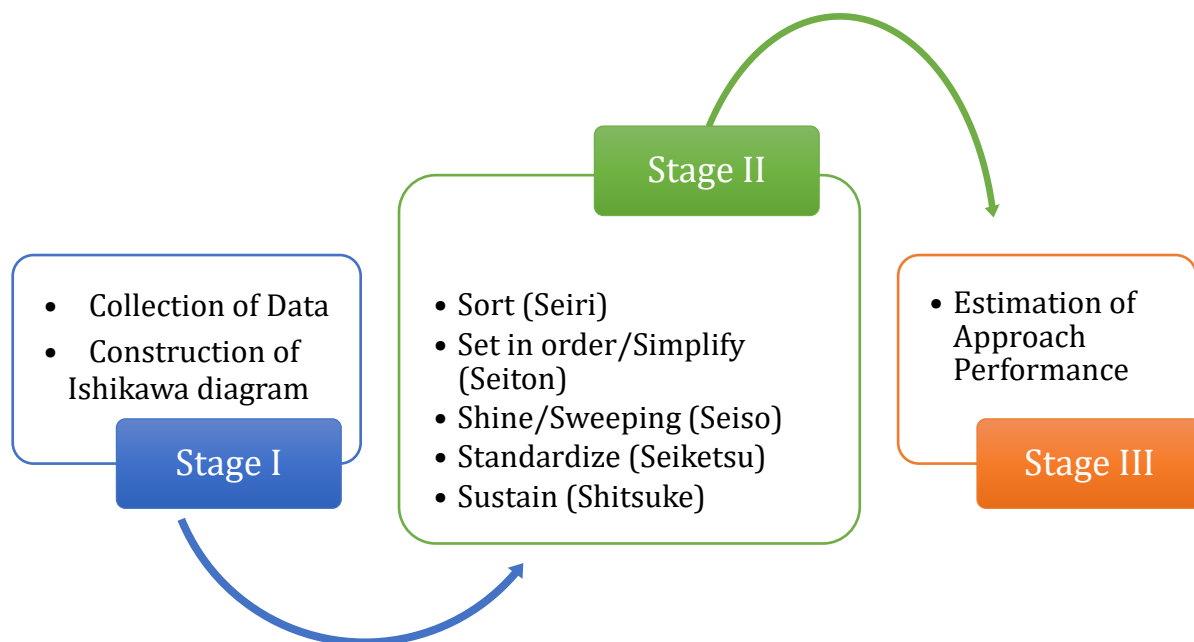 • Collection of Data
• Construction of
Ishikawa diagram
Stage I
Stage II
• Sort (Seiri)
• Set in order/Simplify
(Seiton)
• Shine/Sweeping (Seiso)
• Standardize (Seiketsu)
• Sustain (Shitsuke)
• Estimation of
Approach
Performance
Stage III